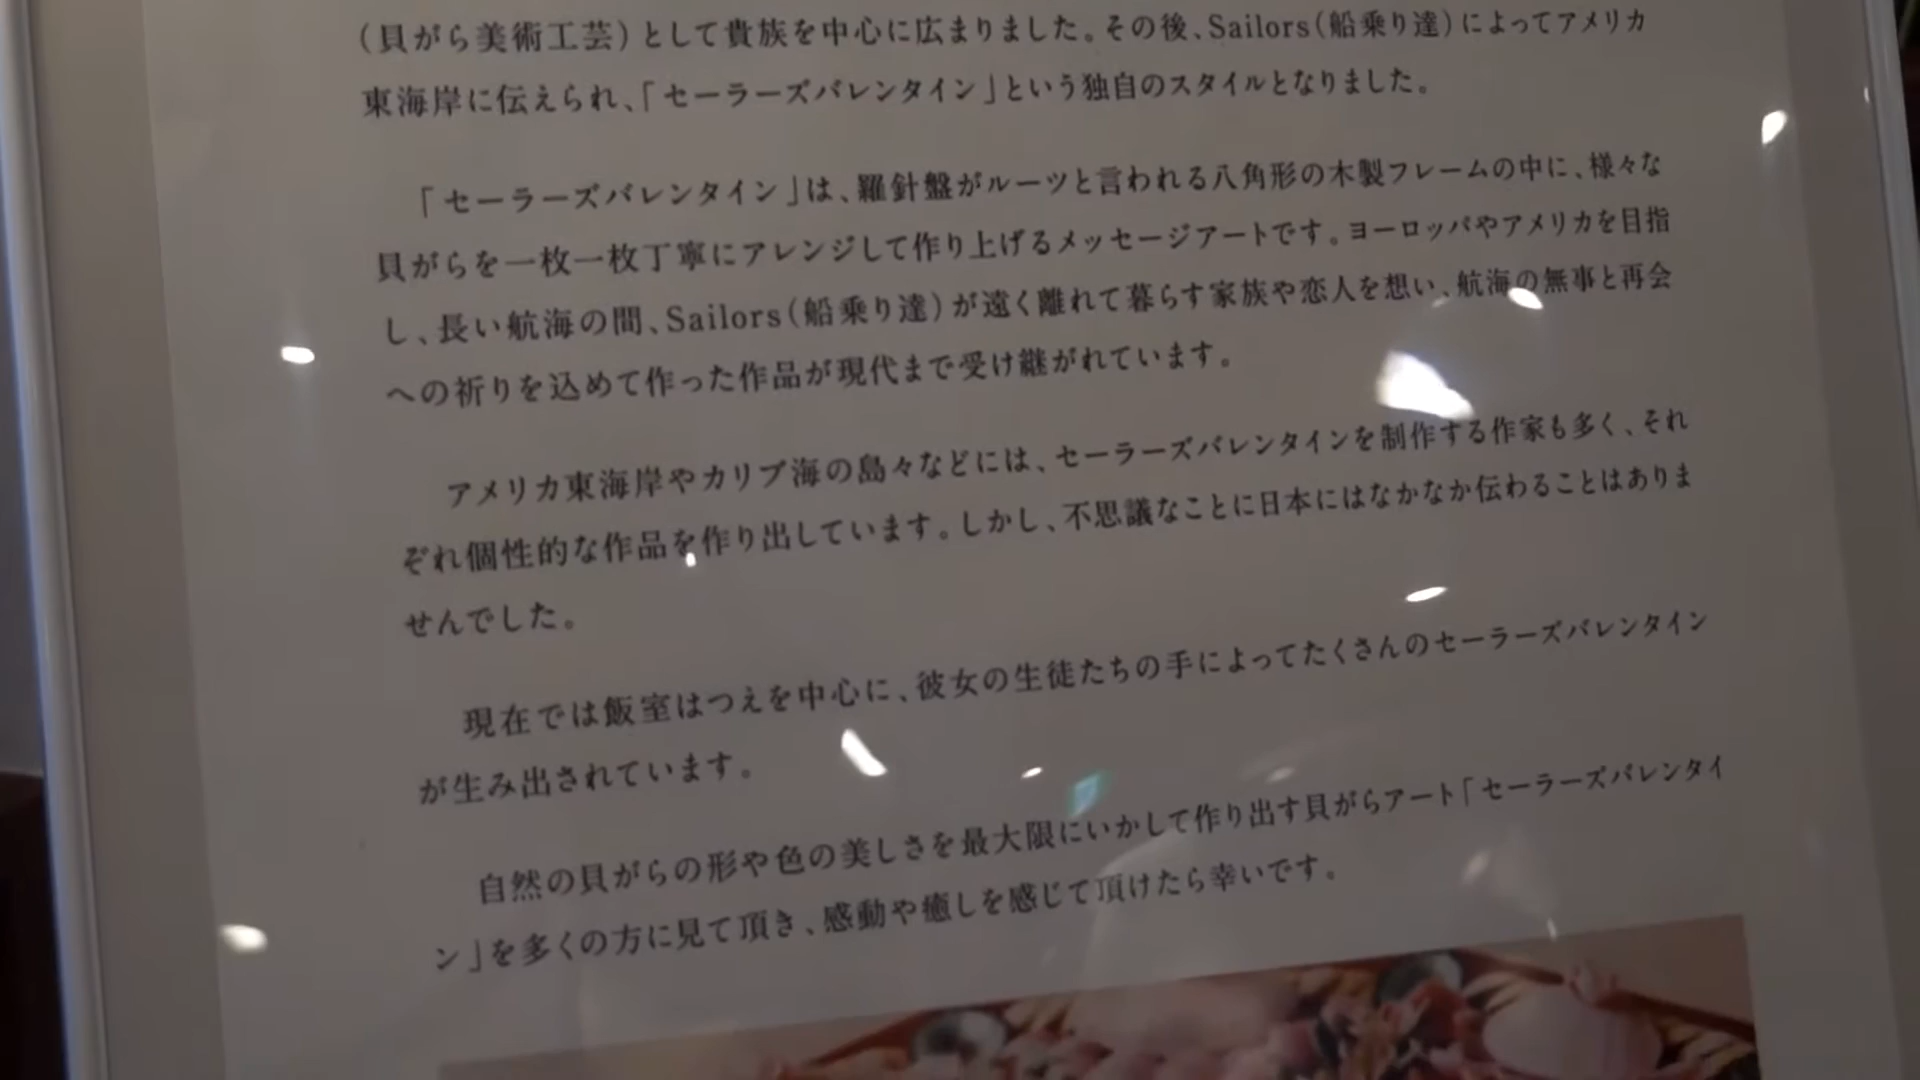 (貝がら美術工芸)として貴族を中心に広まりました。その後、Sailors(船乗り達)によってアメリカ
東海岸に伝えられ、「セーラーズバレンタイン」という独自のスタイルとなりました。
「セーラーズバレンタイン」は、羅針盤がルーツと言われる八角形の木製フレームの中に、様々な
貝がらを一枚一枚丁寧にアレンジして作り上げるメッセージアートです。ヨーロッパやアメリカを目指
し、長い航海の間、Sailors(船乗り達)が遠く離れて暮らす家族や恋人を想い、航海の無事と再会
への祈りを込めて作った作品が現代まで受け継がれています。
アメリカ東海岸やカリブ海の島々などには、セーラーズバレンタインを制作する作家も多く、それ
ぞれ個性的な作品を作り出しています。しかし、不思議なことに日本にはなかなか伝わることはありま
せんでした。
現在では飯室はつえを中心に、彼女の生徒たちの手によってたくさんのセーラーズバレンタイン
が生み出されています。
自然の貝がらの形や色の美しさを最大限にいかして作り出す貝がらアート「セーラーズバレンタイ
ン」を多くの方に見て頂き、感動や癒しを感じて頂けたら幸いです。